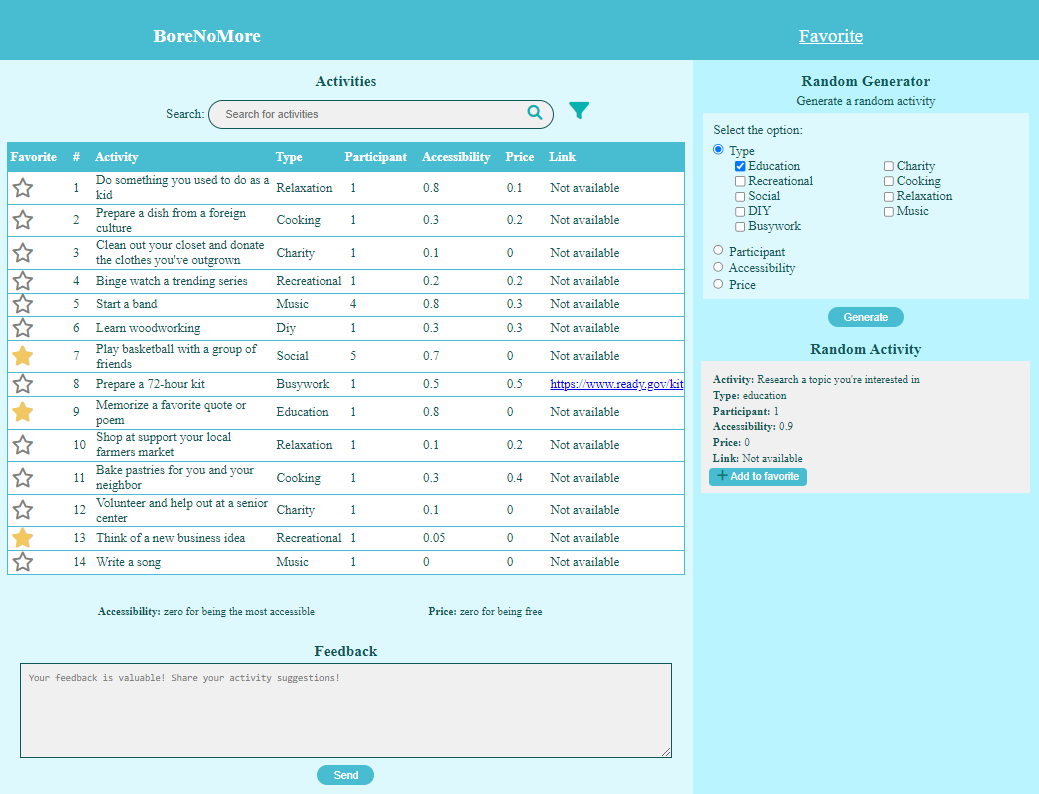 BoreNoMore
Favorite
Activities
Search: Search for activities
Favorite # Activity Type Participant Accessibility Price Link
1 Do something you used to do as a kid Relaxation 1 0.8 0.1 Not available
2 Prepare a dish from a foreign culture Cooking 1 0.3 0.2 Not available
3 Clean out your closet and donate the clothes you've outgrown Charity 1 0.1 0 Not available
4 Binge watch a trending series Recreational 1 0.2 0.2 Not available
5 Start a band Music 4 0.8 0.3 Not available
6 Learn woodworking Diy 1 0.3 0.3 Not available
7 Play basketball with a group of friends Social 5 0.7 0 Not available
8 Prepare a 72-hour kit Busywork 1 0.5 0.5 https://www.ready.gov/kit
9 Memorize a favorite quote or poem Education 1 0.8 0 Not available
10 Shop at support your local farmers market Relaxation 1 0.1 0.2 Not available
11 Bake pastries for you and your neighbor Cooking 1 0.3 0.4 Not available
12 Volunteer and help out at a senior center Charity 1 0.1 0 Not available
13 Think of a new business idea Recreational 1 0.05 0 Not available
14 Write a song Music 1 0 0 Not available
Accessibility: zero for being the most accessible
Price: zero for being free
Feedback
Your feedback is valuable! Share your activity suggestions!
Send
Random Generator
Generate a random activity
Select the option:
Type
Education Charity
Recreational Cooking
Social Relaxation
DIY Music
Busywork
Participant
Accessibility
Price
Generate
Random Activity
Activity: Research a topic you're interested in
Type: education
Participant: 1
Accessibility: 0.9
Price: 0
Link: Not available
Add to favorite